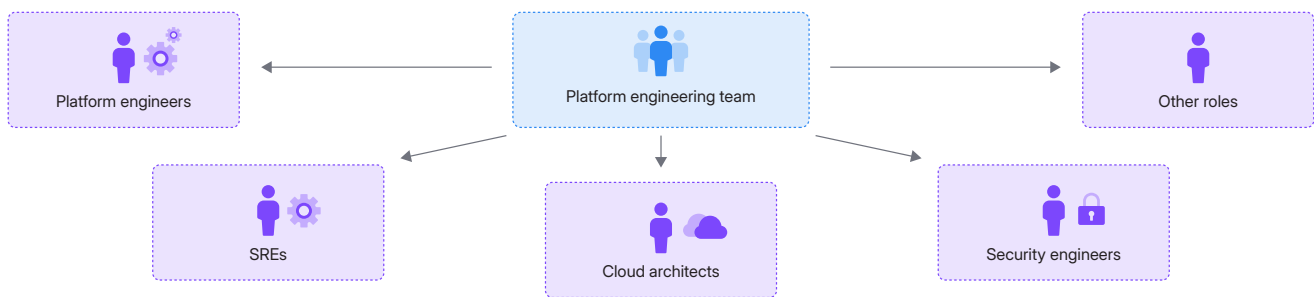 Platform engineers
Platform engineering team
Other roles
SREs
Cloud architects
Security engineers